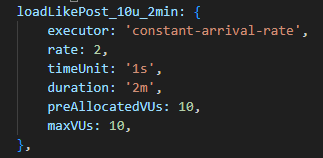 loadLikePost_10u_2min: {
executor: 'constant-arrival-rate',
rate: 2,
timeUnit: '1s',
duration: '2m',
preAllocatedVUs: 10,
maxVUs: 10,
},